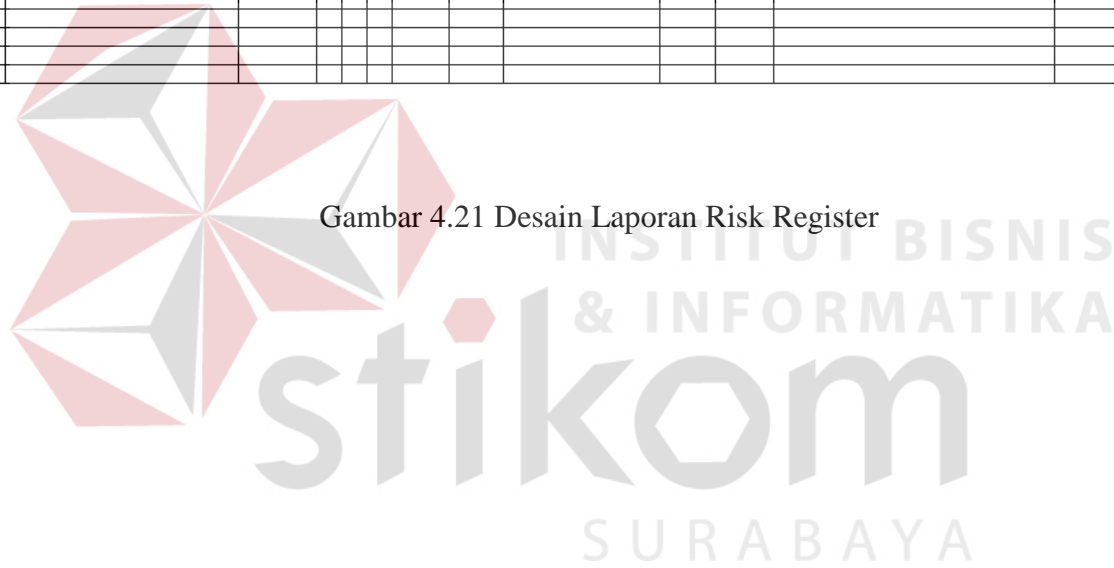 Gambar 4.21 Desain Laporan Risk Register
INSTITUT BISNIS
& INFORMATIKA
stikom
SURABAYA